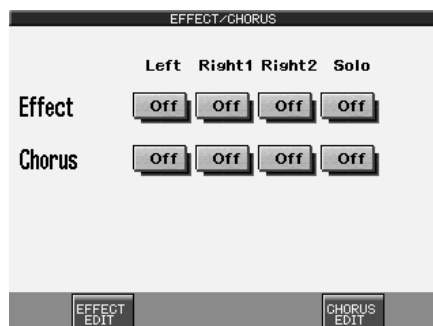 EFFECT/CHORUS
Left Right1 Right2 Solo
Effect Off Off Off Off
Chorus Off Off Off Off
EFFECT EDIT
CHORUS EDIT